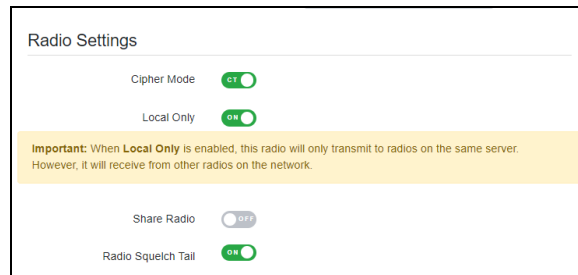 Radio Settings
Cipher Mode CT
Local Only ON
Important: When Local Only is enabled, this radio will only transmit to radios on the same server.
However, it will receive from other radios on the network.
Share Radio OFF
Radio Squelch Tail ON